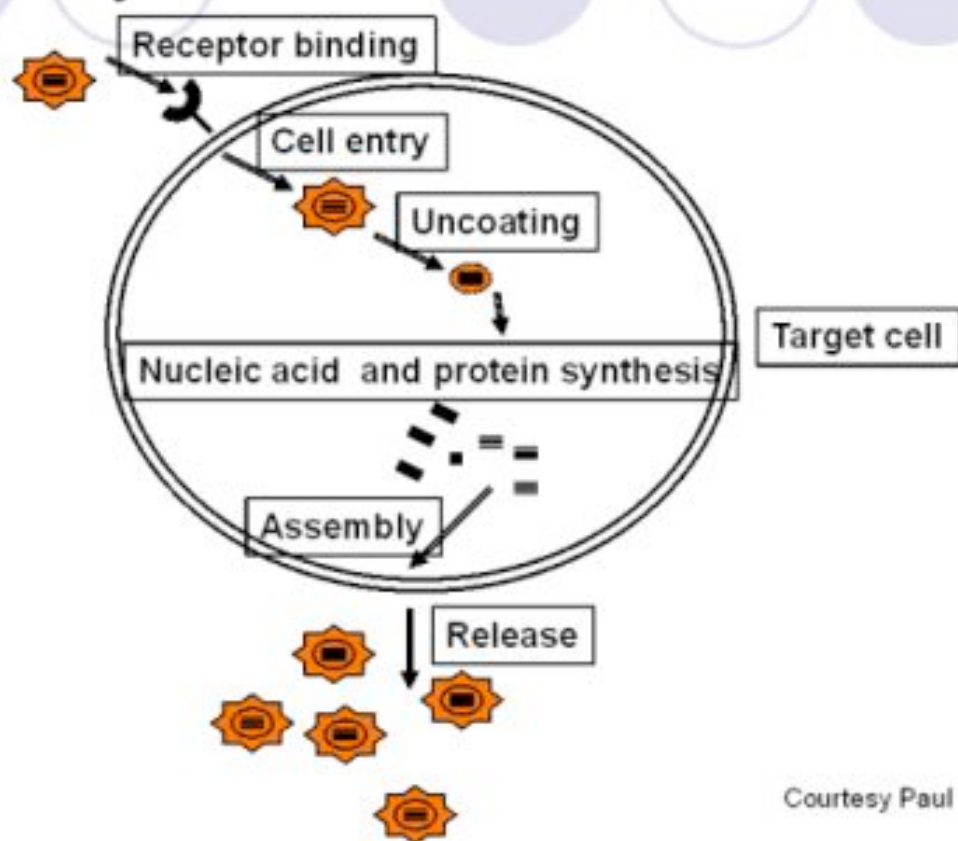 Receptor binding
Cell entry
Uncoating
Target cell
Nucleic acid and protein synthesis
Assembly
Release
Courtesy Paul